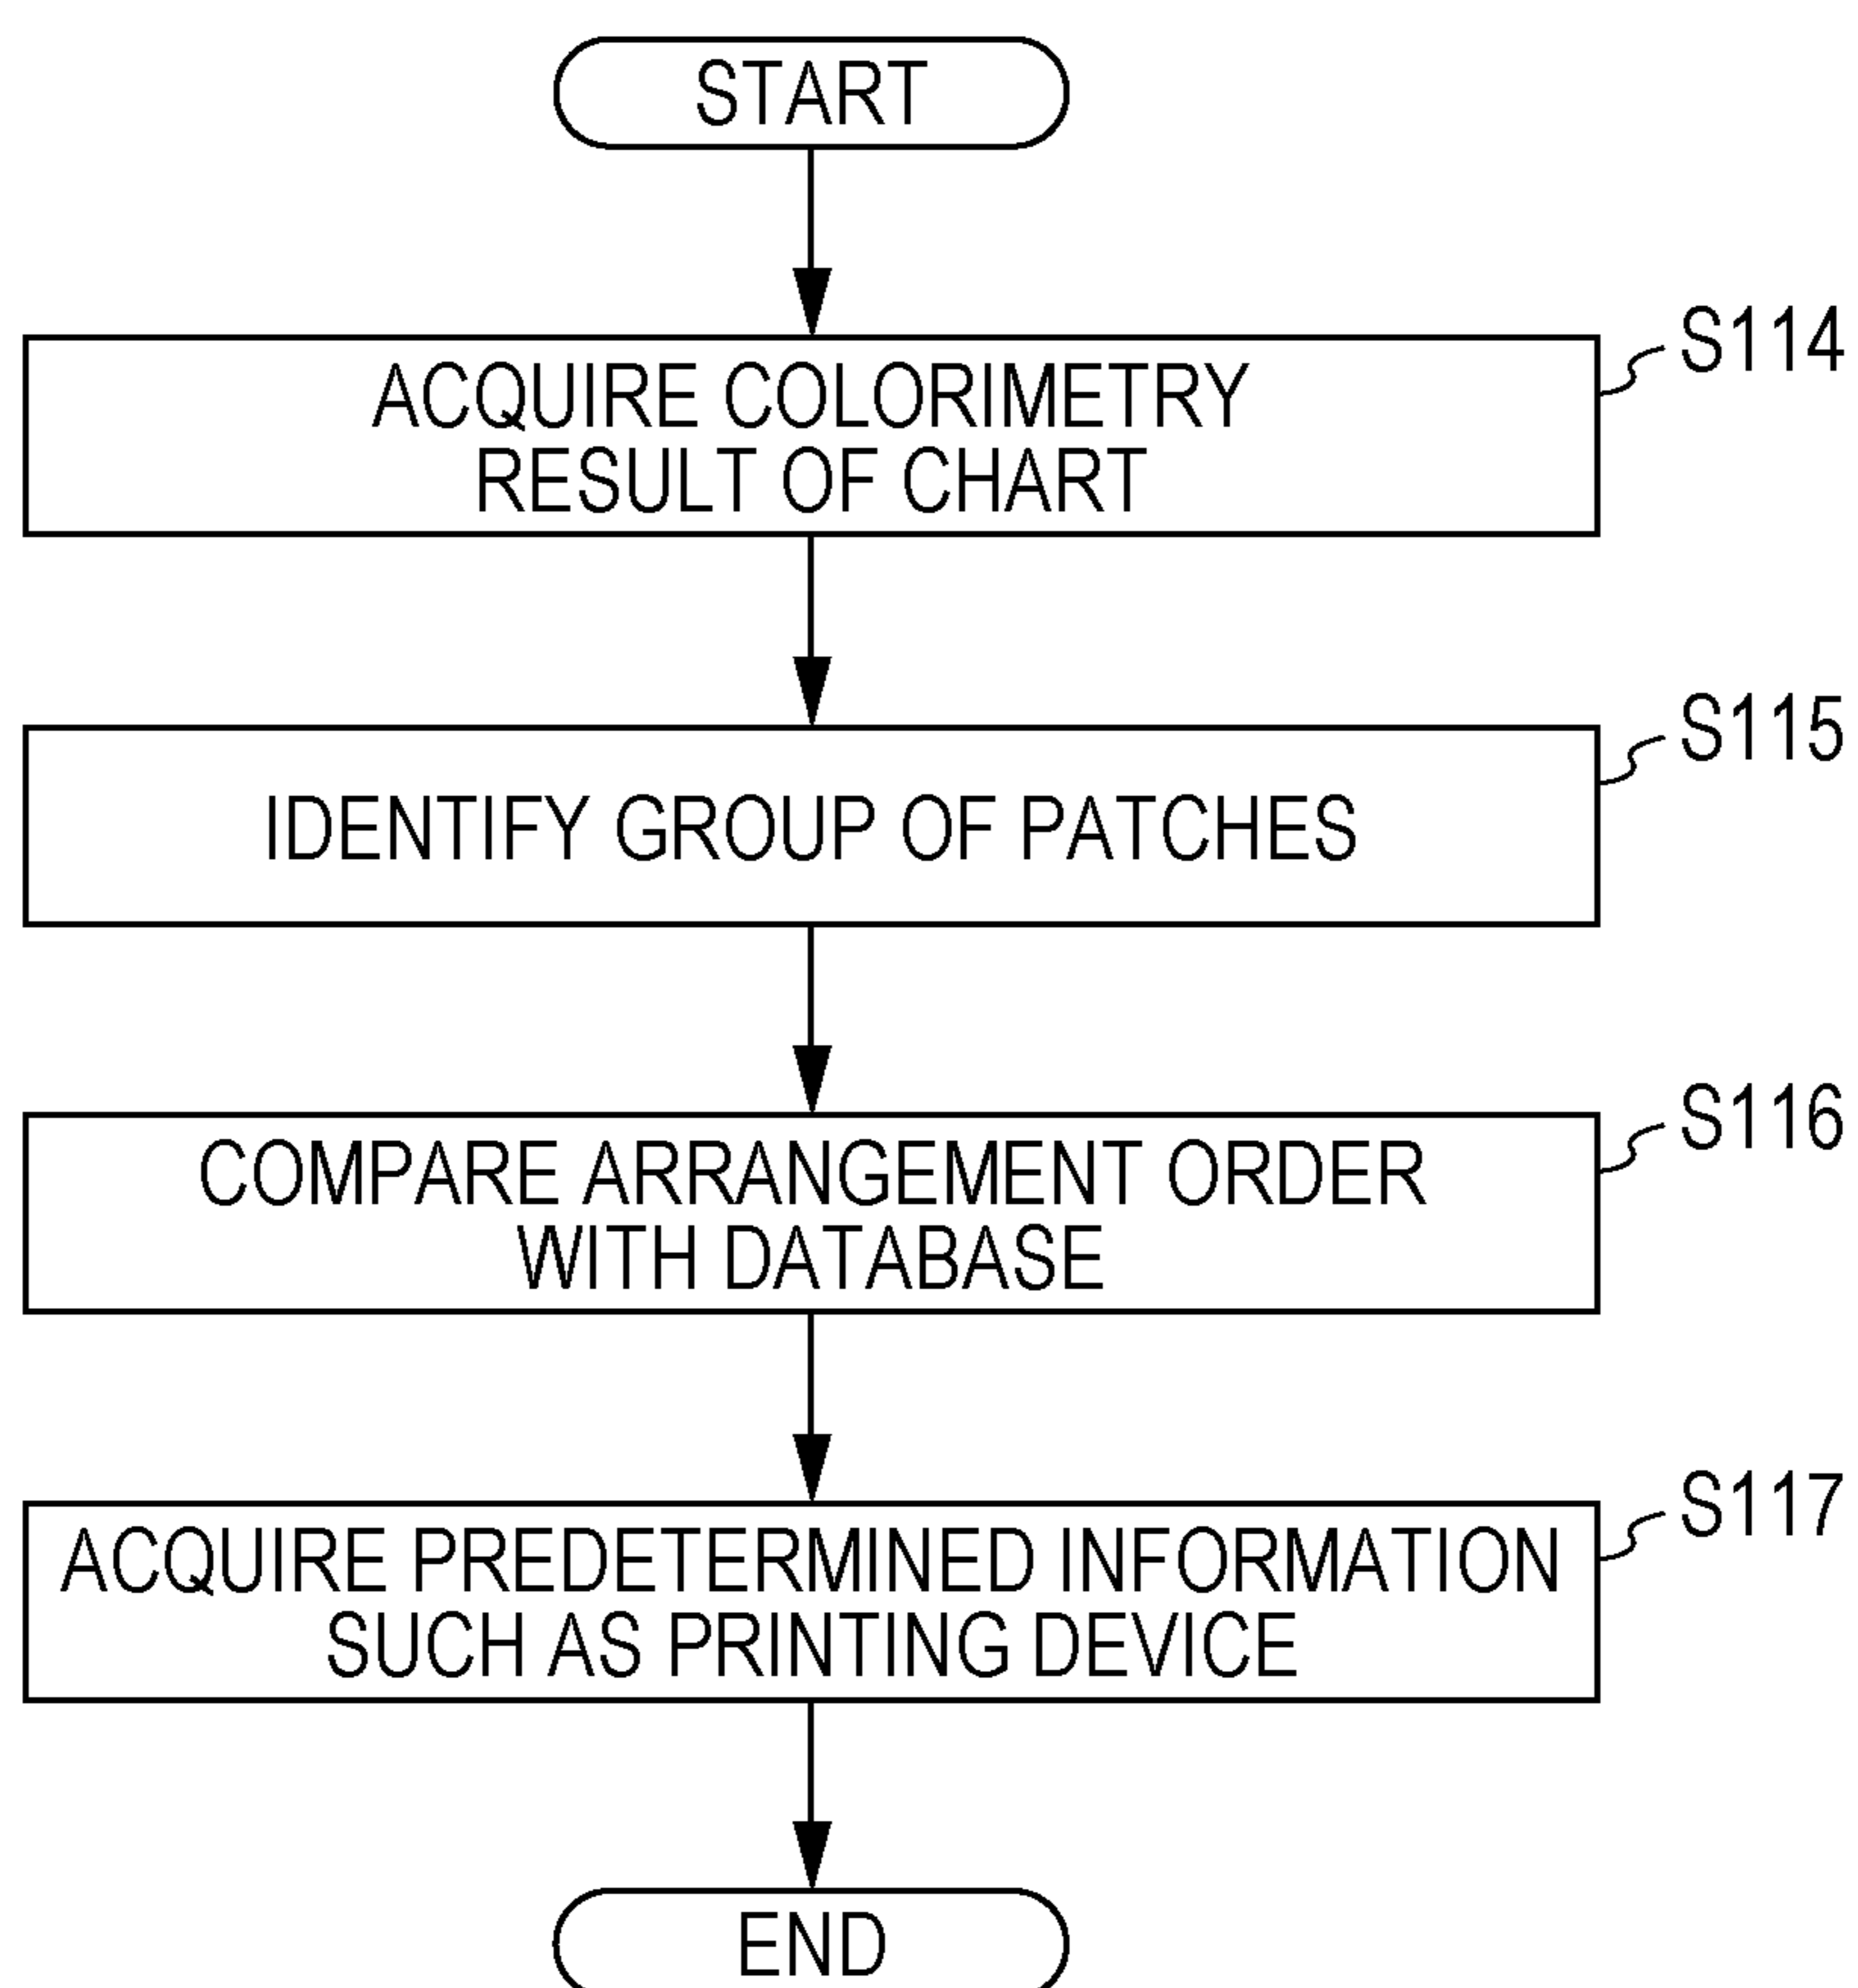 START
S114
ACQUIRE COLORIMETRY
RESULT OF CHART
S115
IDENTIFY GROUP OF PATCHES
S116
COMPARE ARRANGEMENT ORDER
WITH DATABASE
S117
ACQUIRE PREDETERMINED INFORMATION
SUCH AS PRINTING DEVICE
END